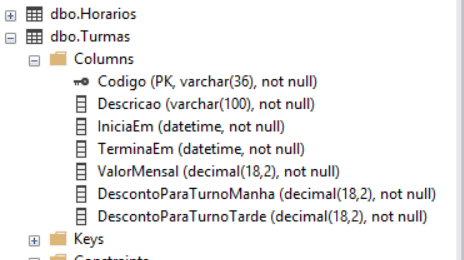 dbo.Horarios
dbo.Turmas
Columns
Codigo (PK, varchar(36), not null)
Descricao (varchar(100), not null)
IniciaEm (datetime, not null)
TerminaEm (datetime, not null)
ValorMensal (decimal(18,2), not null)
DescontoParaTurnoManha (decimal(18,2), not null)
DescontoParaTurnoTarde (decimal(18,2), not null)
Keys
Constraints